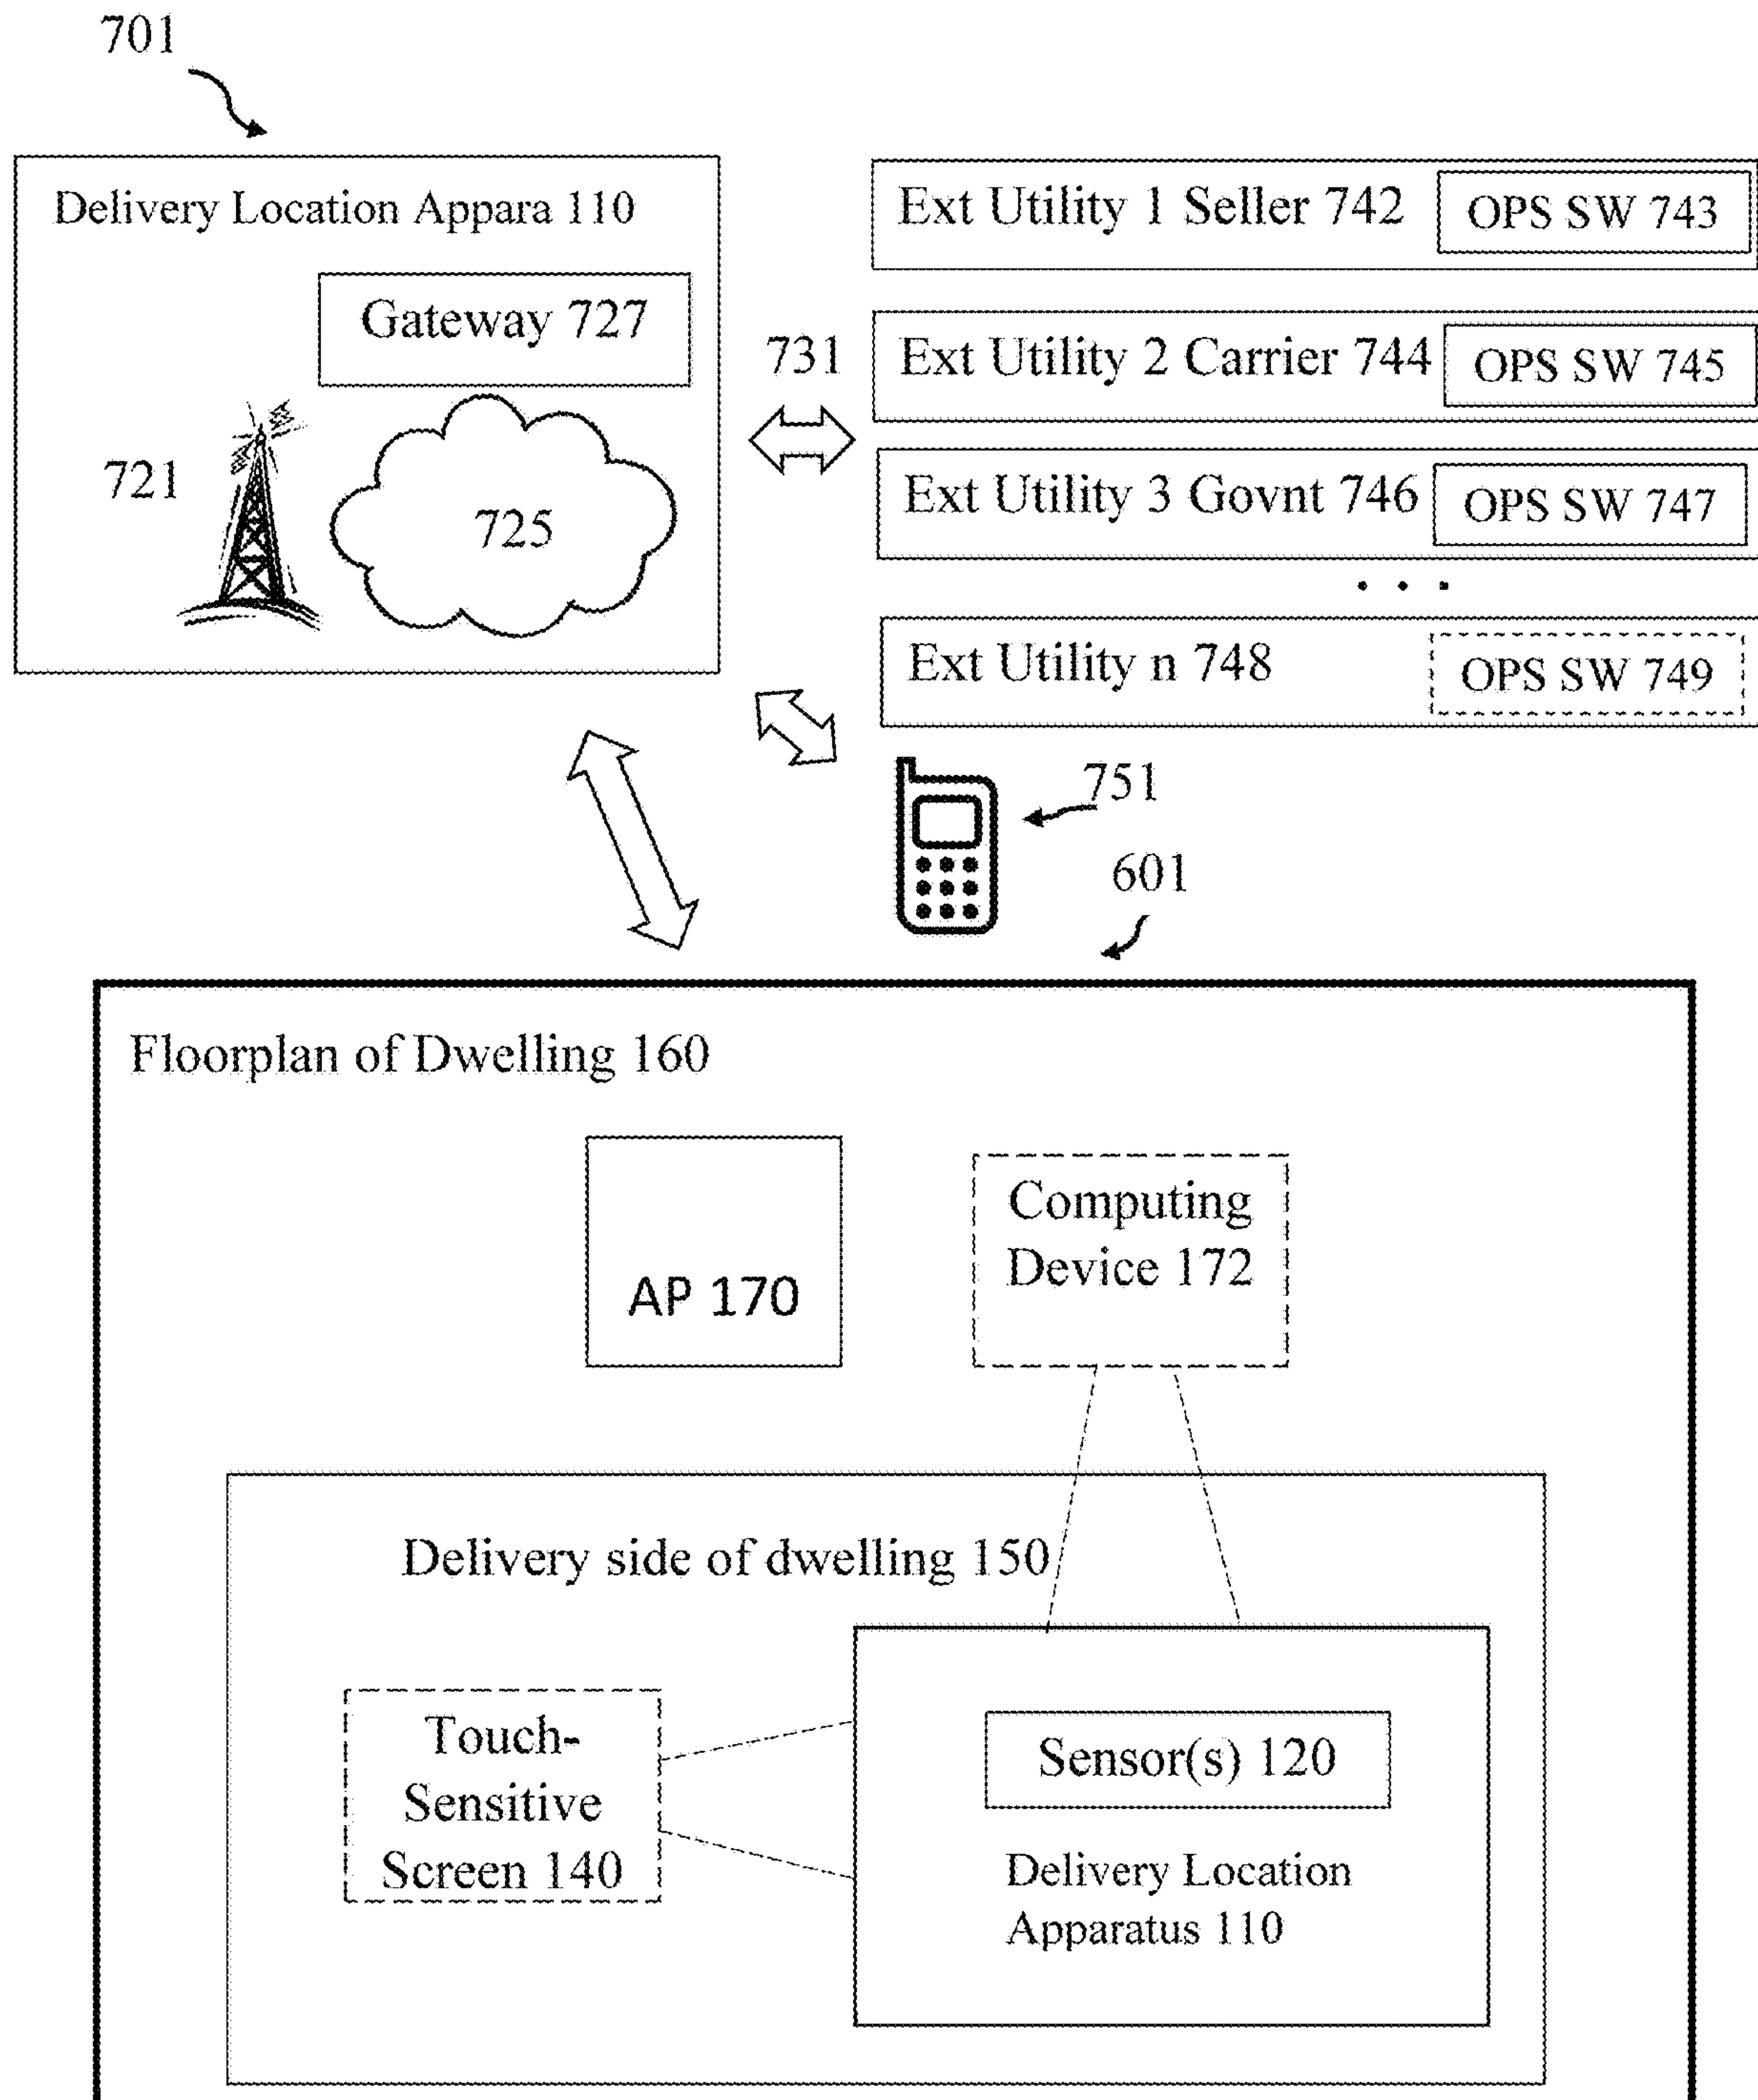 701
Delivery Location Appara 110
Gateway 727
721
725
731
Ext Utility 1 Seller 742
OPS SW 743
Ext Utility 2 Carrier 744
OPS SW 745
Ext Utility 3 Govnt 746
OPS SW 747
. . .
Ext Utility n 748
OPS SW 749
751
601
Floorplan of Dwelling 160
AP 170
Computing
Device 172
Delivery side of dwelling 150
Touch-
Sensitive
Screen 140
Sensor(s) 120
Delivery Location
Apparatus 110